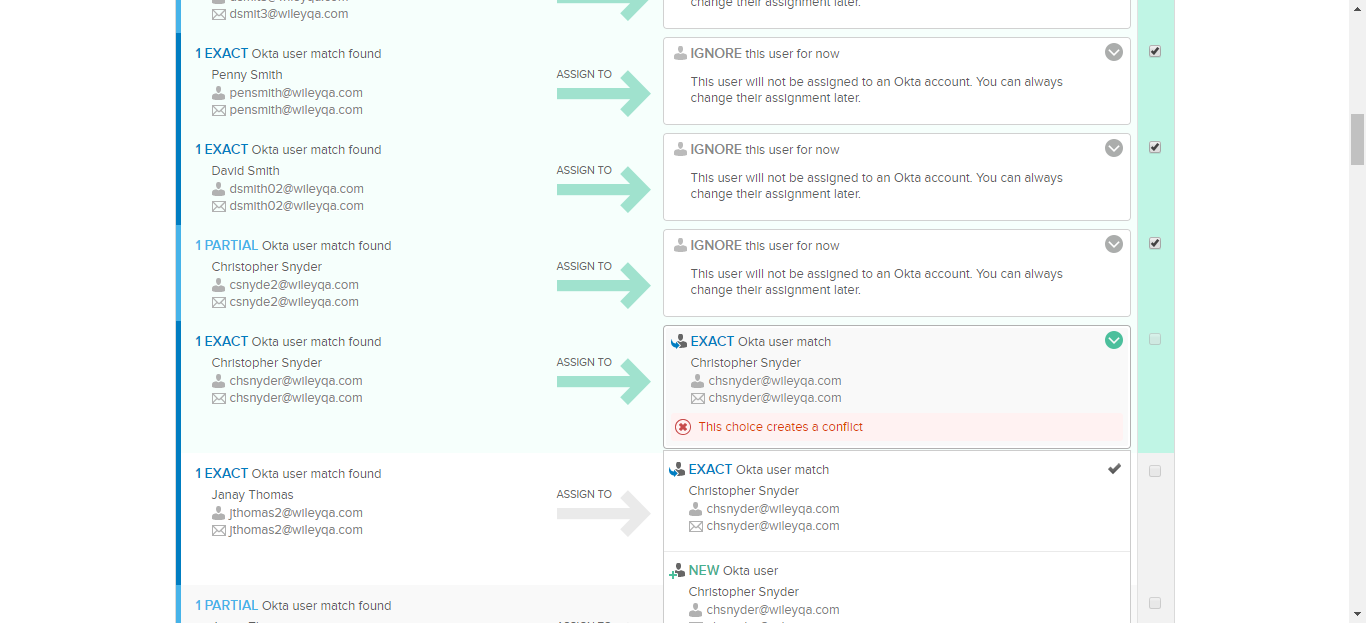 dsmit3@wileyqa.com
change their assignment later.
1 EXACT Okta user match found
Penny Smith
pensmith@wileyqa.com
pensmith@wileyqa.com
ASSIGN TO
IGNORE this user for now
This user will not be assigned to an Okta account. You can always
change their assignment later.
1 EXACT Okta user match found
David Smith
dsmith02@wileyqa.com
dsmith02@wileyqa.com
ASSIGN TO
IGNORE this user for now
This user will not be assigned to an Okta account. You can always
change their assignment later.
1 PARTIAL Okta user match found
Christopher Snyder
csnyde2@wileyqa.com
csnyde2@wileyqa.com
ASSIGN TO
IGNORE this user for now
This user will not be assigned to an Okta account. You can always
change their assignment later.
1 EXACT Okta user match found
Christopher Snyder
chsnyder@wileyqa.com
chsnyder@wileyqa.com
ASSIGN TO
EXACT Okta user match
Christopher Snyder
chsnyder@wileyqa.com
chsnyder@wileyqa.com
This choice creates a conflict
1 EXACT Okta user match found
Janay Thomas
jthomas2@wileyqa.com
jthomas2@wileyqa.com
ASSIGN TO
EXACT Okta user match
Christopher Snyder
chsnyder@wileyqa.com
chsnyder@wileyqa.com
NEW Okta user
Christopher Snyder
chsnyder@wileyqa.com
1 PARTIAL Okta user match found